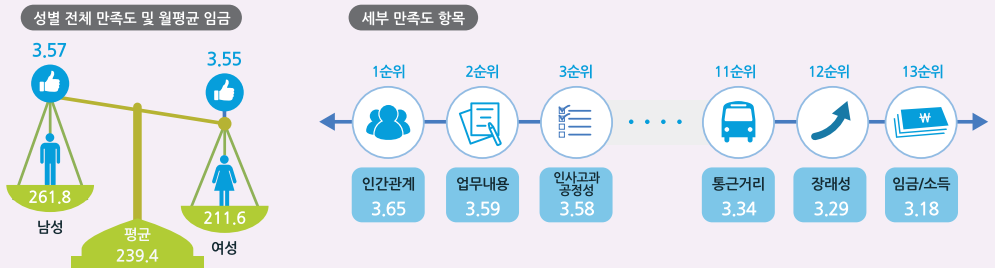 성별 전체 만족도 및 월평균 임금
3.57
3.55
261.8
남성
211.6
여성
평균
239.4
세부 만족도 항목
1순위
2순위
3순위
11순위
12순위
13순위
₩
인간관계
3.65
업무내용
3.59
인사고과
공정성
3.58
통근거리
3.34
장래성
3.29
임금/소득
3.18